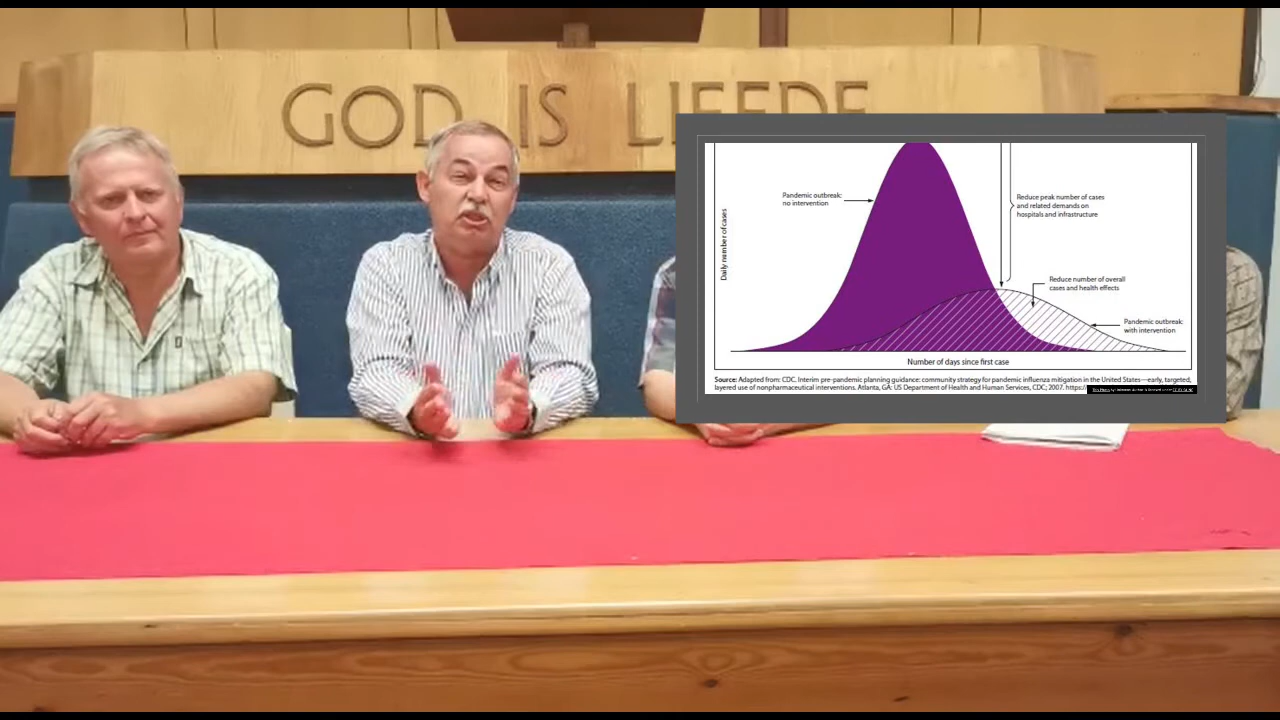 GOD IS LIEFDE
Pandemic outbreak:
no intervention
Daily number of cases
Reduce peak number of cases
and related demands on
hospitals and infrastructure
Reduce number of overall
cases and health effects
Pandemic outbreak:
with intervention
Number of days since first case
Source: Adapted from: CDC. Interim pre-pandemic planning guidance: community strategy for pandemic influenza mitigation in the United States—early, targeted,
layered use of nonpharmaceutical interventions. Atlanta, GA: US Department of Health and Human Services, CDC; 2007. https:/